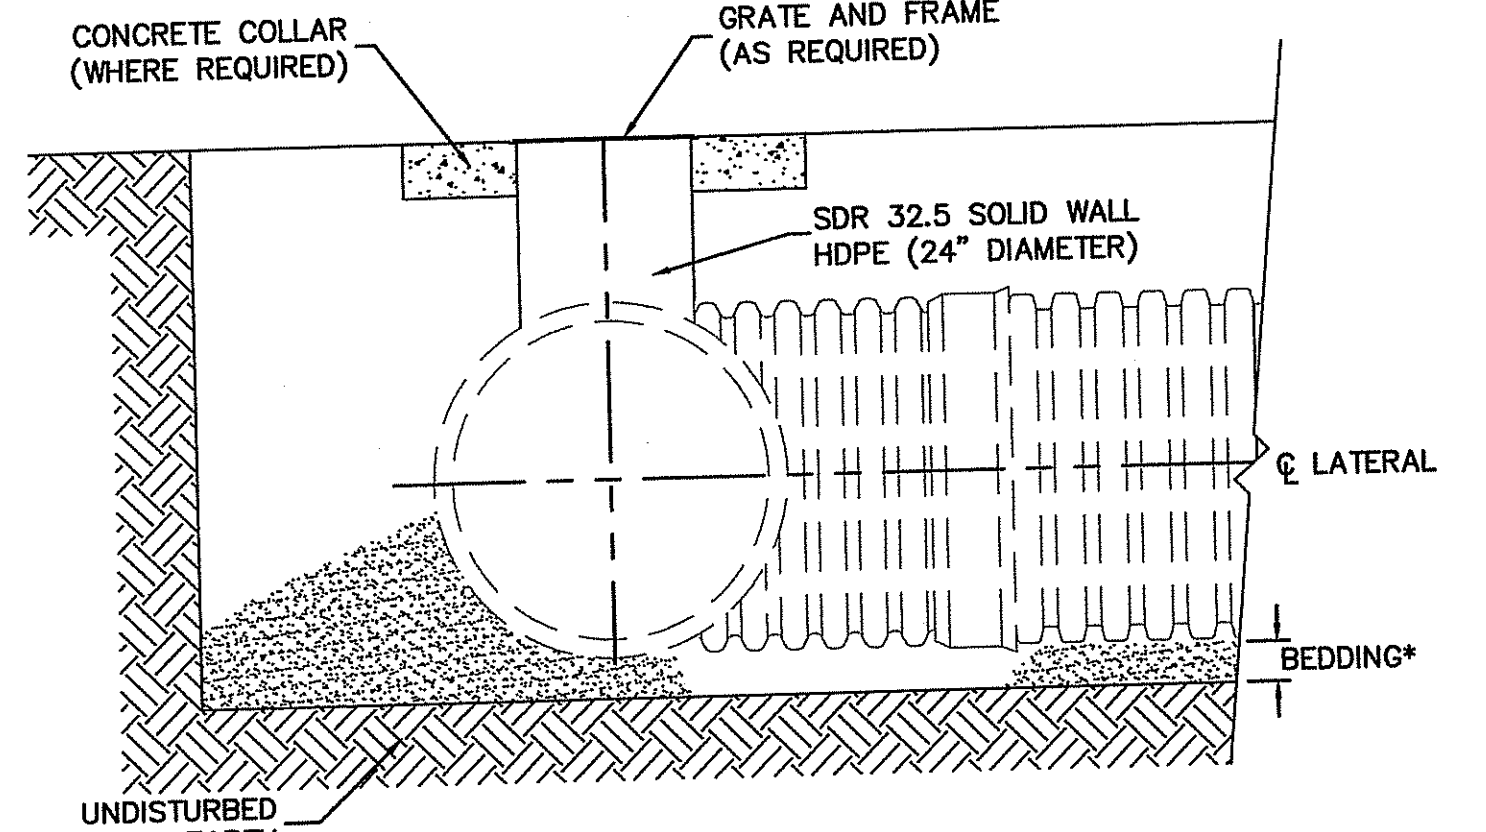 CONCRETE COLLAR
(WHERE REQUIRED)
GRATE AND FRAME
(AS REQUIRED)
SDR 32.5 SOLID WALL
HDPE (24" DIAMETER)
℄ LATERAL
BEDDING*
UNDISTURBED
EARTH